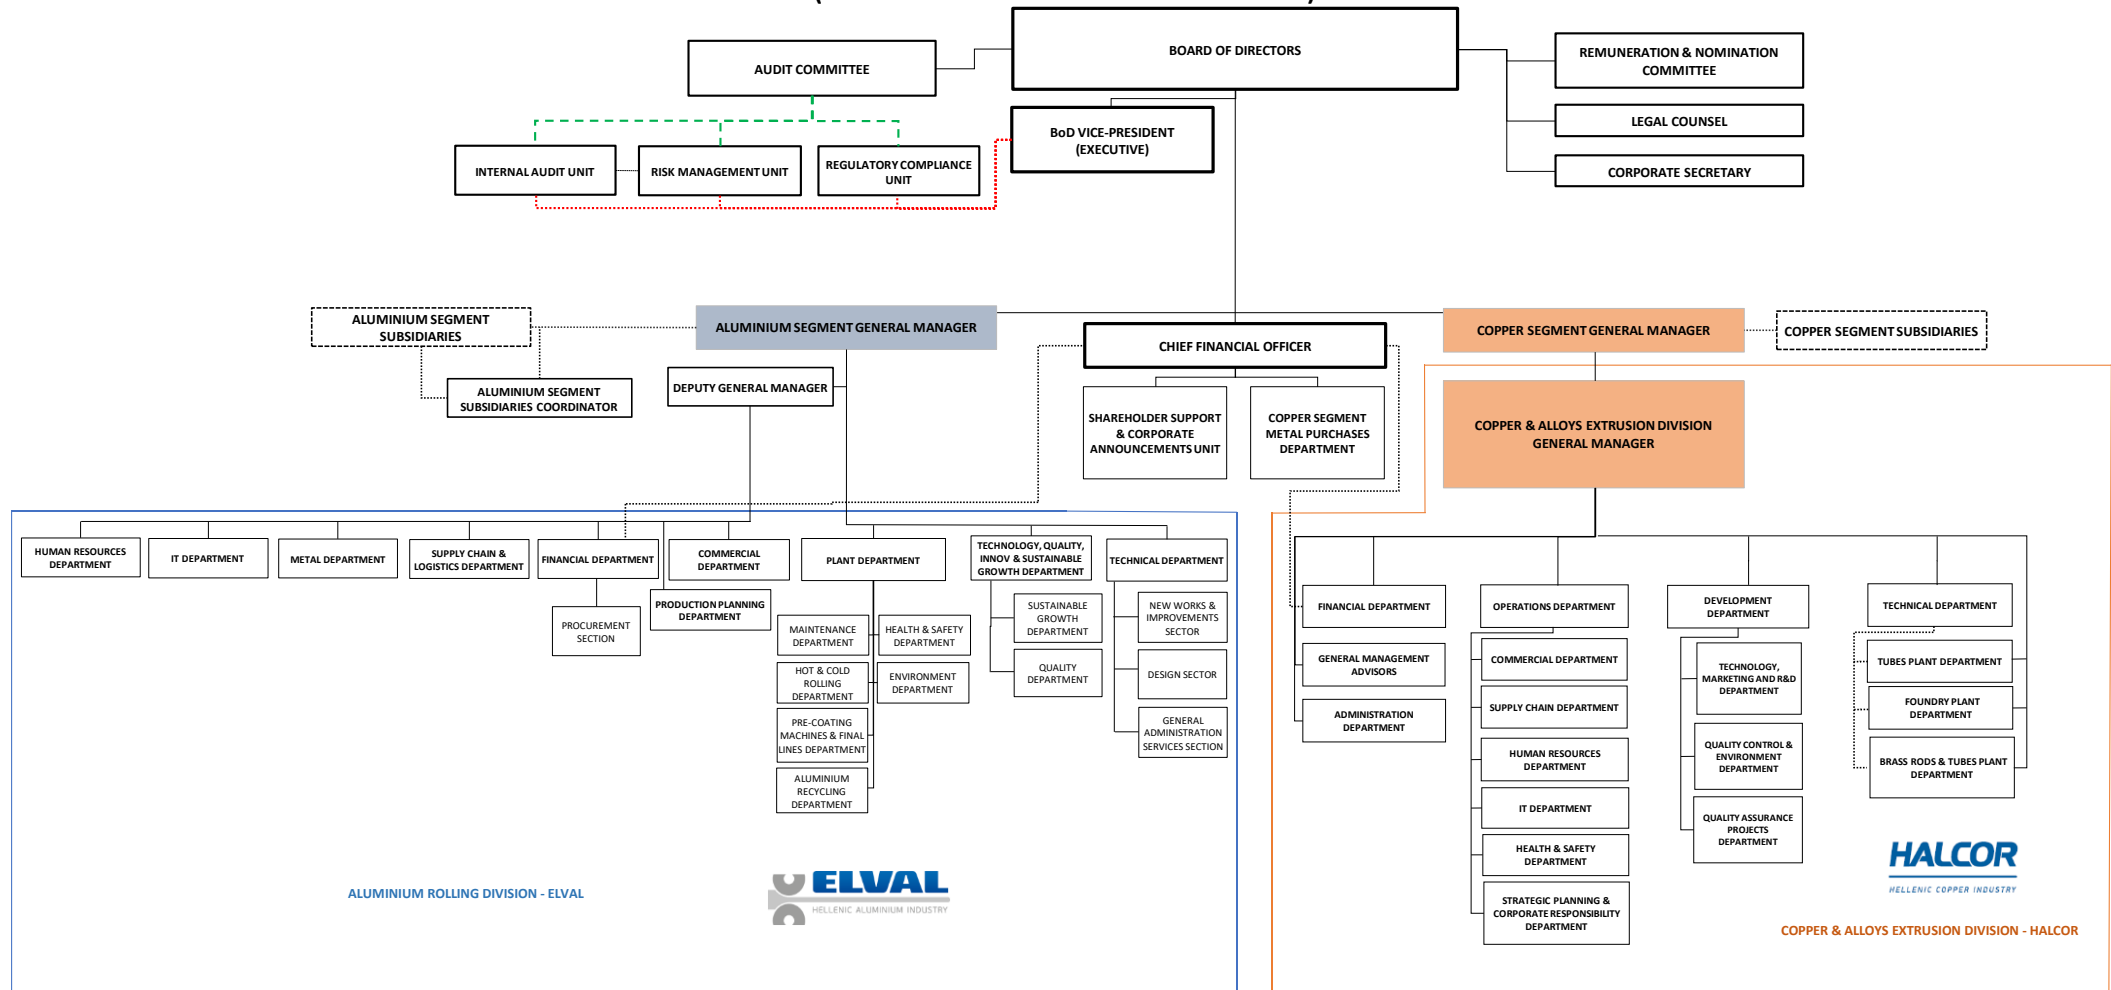 BOARD OF DIRECTORS
AUDIT COMMITTEE
REMUNERATION & NOMINATION
COMMITTEE
LEGAL COUNSEL
CORPORATE SECRETARY
BoD VICE-PRESIDENT
(EXECUTIVE)
INTERNAL AUDIT UNIT
RISK MANAGEMENT UNIT
REGULATORY COMPLIANCE
UNIT
ALUMINIUM SEGMENT
SUBSIDIARIES
ALUMINIUM SEGMENT GENERAL MANAGER
CHIEF FINANCIAL OFFICER
COPPER SEGMENT GENERAL MANAGER
COPPER SEGMENT SUBSIDIARIES
ALUMINIUM SEGMENT
SUBSIDIARIES COORDINATOR
DEPUTY GENERAL MANAGER
SHAREHOLDER SUPPORT
& CORPORATE
ANNOUNCEMENTS UNIT
COPPER SEGMENT
METAL PURCHASES
DEPARTMENT
COPPER & ALLOYS EXTRUSION DIVISION
GENERAL MANAGER
HUMAN RESOURCES
DEPARTMENT
IT DEPARTMENT
METAL DEPARTMENT
SUPPLY CHAIN &
LOGISTICS DEPARTMENT
FINANCIAL DEPARTMENT
COMMERCIAL
DEPARTMENT
PRODUCTION PLANNING
DEPARTMENT
PROCUREMENT
SECTION
PLANT DEPARTMENT
TECHNOLOGY, QUALITY,
INNOV & SUSTAINABLE
GROWTH DEPARTMENT
TECHNICAL DEPARTMENT
MAINTENANCE
DEPARTMENT
HEALTH & SAFETY
DEPARTMENT
HOT & COLD
ROLLING
DEPARTMENT
ENVIRONMENT
DEPARTMENT
PRE-COATING
MACHINES & FINAL
LINES DEPARTMENT
ALUMINIUM
RECYCLING
DEPARTMENT
SUSTAINABLE
GROWTH
DEPARTMENT
QUALITY
DEPARTMENT
NEW WORKS &
IMPROVEMENTS
SECTOR
DESIGN SECTOR
GENERAL
ADMINISTRATION
SERVICES SECTION
FINANCIAL DEPARTMENT
GENERAL MANAGEMENT
ADVISORS
ADMINISTRATION
DEPARTMENT
OPERATIONS DEPARTMENT
COMMERCIAL DEPARTMENT
SUPPLY CHAIN DEPARTMENT
HUMAN RESOURCES
DEPARTMENT
IT DEPARTMENT
HEALTH & SAFETY
DEPARTMENT
STRATEGIC PLANNING &
CORPORATE RESPONSIBILITY
DEPARTMENT
DEVELOPMENT
DEPARTMENT
TECHNOLOGY,
MARKETING AND R&D
DEPARTMENT
QUALITY CONTROL &
ENVIRONMENT
DEPARTMENT
QUALITY ASSURANCE
PROJECTS
DEPARTMENT
TECHNICAL DEPARTMENT
TUBES PLANT DEPARTMENT
FOUNDRY PLANT
DEPARTMENT
BRASS RODS & TUBES PLANT
DEPARTMENT
ALUMINIUM ROLLING DIVISION - ELVAL
ELVAL
HELLENIC ALUMINIUM INDUSTRY
HALCOR
HELLENIC COPPER INDUSTRY
COPPER & ALLOYS EXTRUSION DIVISION - HALCOR